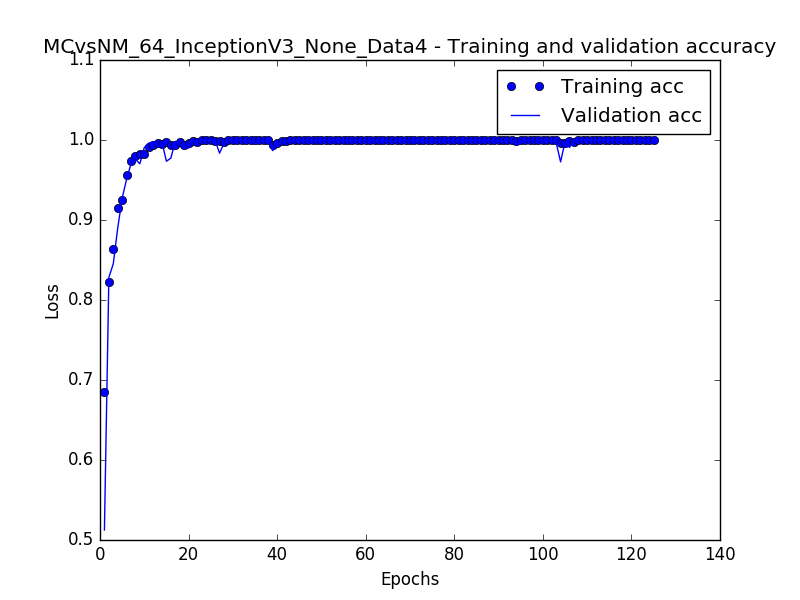 MCvsNM_64_InceptionV3_None_Data4 - Training and validation accuracy
1.1
Training acc
Validation acc
1.0
0.9
0.8
Loss
0.7
0.6
0.5
0 20 40 60 80 100 120 140
Epochs